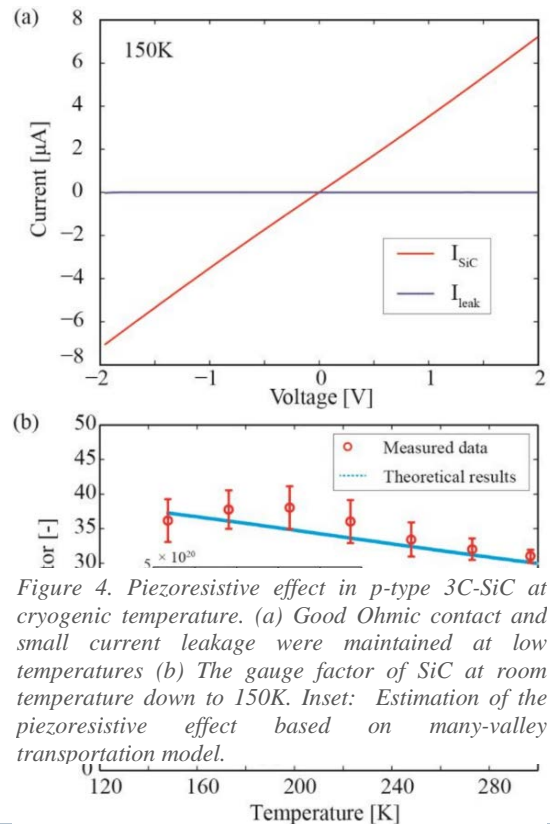 (a)
8
150K
6
4
2
0
−2
−4
−6
−8
Current [μA]
I_SiC
I_leak
−2
−1
0
1
2
Voltage [V]
(b)
50
45
40
35
30
tor [-]
Measured data
Theoretical results
5 × 10²⁰
Figure 4. Piezoresistive effect in p-type 3C-SiC at
cryogenic temperature. (a) Good Ohmic contact and
small current leakage were maintained at low
temperatures (b) The gauge factor of SiC at room
temperature down to 150K. Inset: Estimation of the
piezoresistive effect based on many-valley
transportation model.
120
160
200
240
280
Temperature [K]